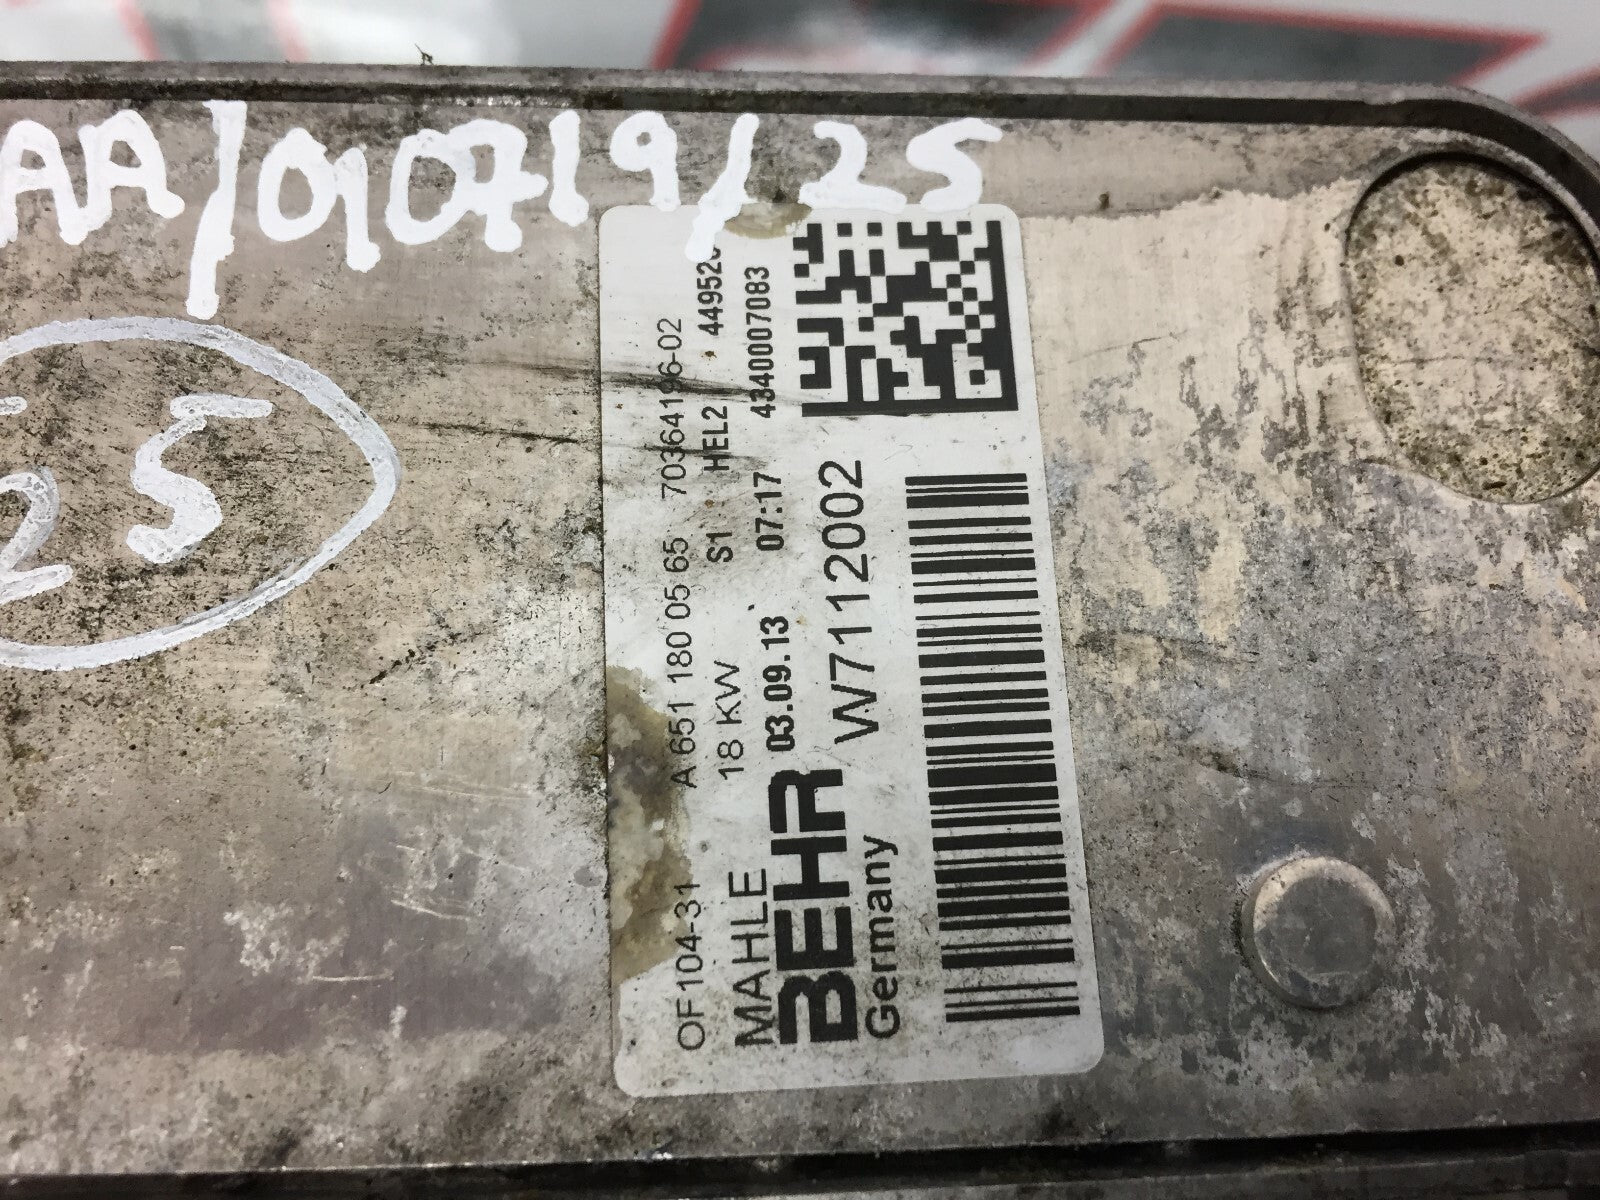 AA/010719/25
25
OF104-31 A 651 180 05 65 70364196-02
18 KW S1 HEL2 449520
MAHLE
BEHR 03.09.13 07:17 4340007083
Germany W7112002